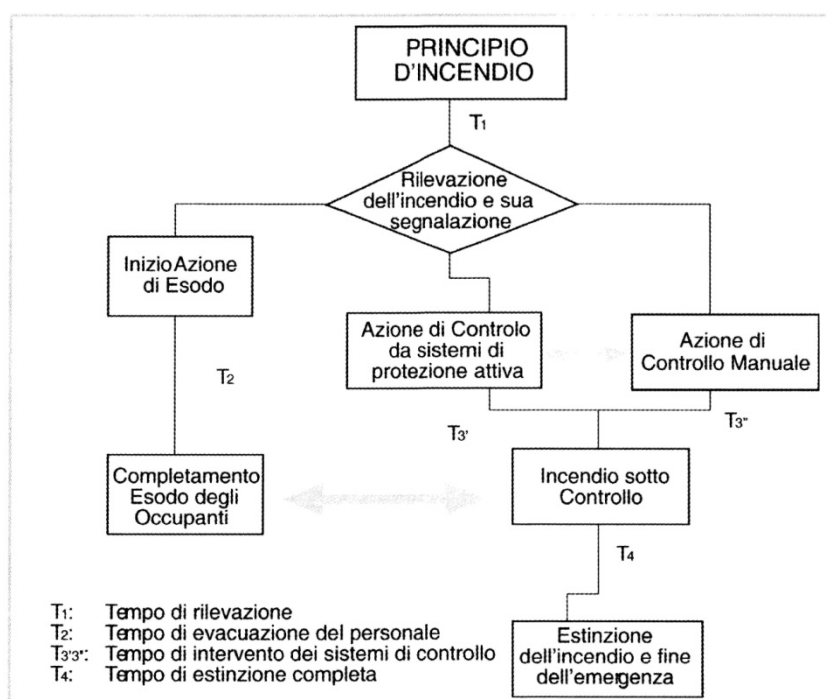 PRINCIPIO
D'INCENDIO
T1
Rilevazione
dell'incendio e sua
segnalazione
Inizio Azione
di Esodo
Azione di Controlo
da sistemi di
protezione attiva
Azione di
Controllo Manuale
T2
T3'
T3"
Completamento
Esodo degli
Occupanti
Incendio sotto
Controllo
T4
T1: Tempo di rilevazione
T2: Tempo di evacuazione del personale
T3'3": Tempo di intervento dei sistemi di controllo
T4: Tempo di estinzione completa
Estinzione
dell'incendio e fine
dell'emergenza